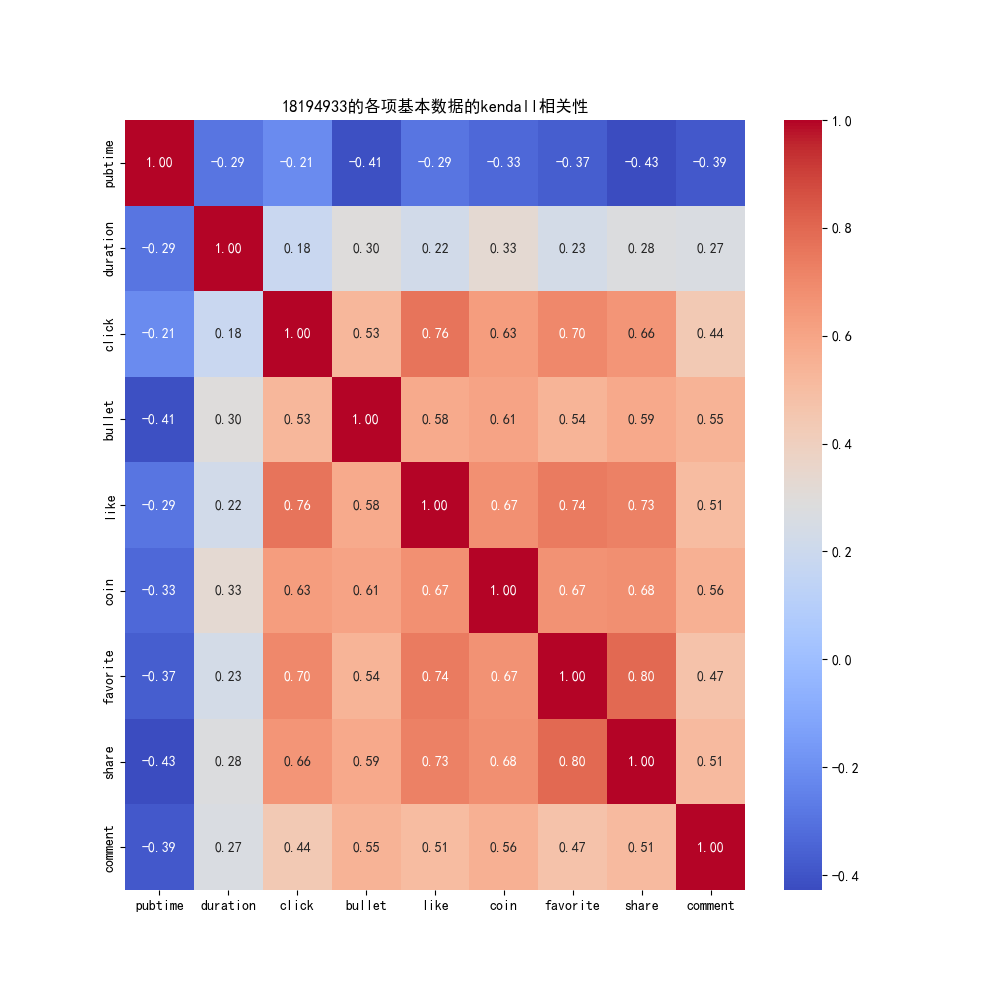 18194933的各项基本数据的kendall相关性
pubtime 1.00 -0.29 -0.21 -0.41 -0.29 -0.33 -0.37 -0.43 -0.39
duration -0.29 1.00 0.18 0.30 0.22 0.33 0.23 0.28 0.27
click -0.21 0.18 1.00 0.53 0.76 0.63 0.70 0.66 0.44
bullet -0.41 0.30 0.53 1.00 0.58 0.61 0.54 0.59 0.55
like -0.29 0.22 0.76 0.58 1.00 0.67 0.74 0.73 0.51
coin -0.33 0.33 0.63 0.61 0.67 1.00 0.67 0.68 0.56
favorite -0.37 0.23 0.70 0.54 0.74 0.67 1.00 0.80 0.47
share -0.43 0.28 0.66 0.59 0.73 0.68 0.80 1.00 0.51
comment -0.39 0.27 0.44 0.55 0.51 0.56 0.47 0.51 1.00
pubtime duration click bullet like coin favorite share comment
1.0
0.8
0.6
0.4
0.2
0.0
-0.2
-0.4